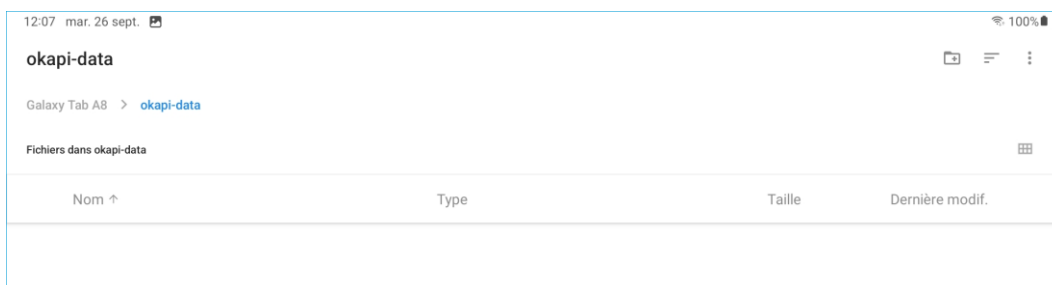 12:07 mar. 26 sept. 100%
okapi-data
Galaxy Tab A8 > okapi-data
Fichiers dans okapi-data
Nom ↑ Type Taille Dernière modif.